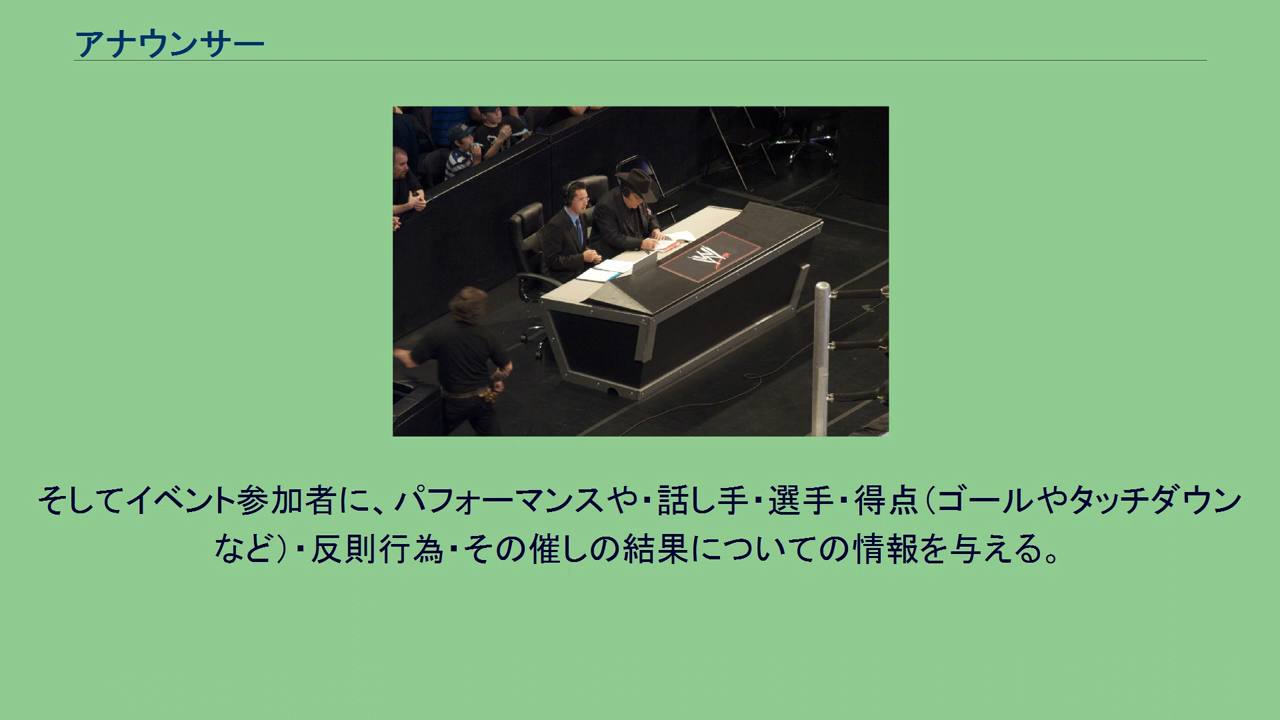 アナウンサー
そしてイベント参加者に、パフォーマンスや・話し手・選手・得点（ゴールやタッチダウン
など）・反則行為・その催しの結果についての情報を与える。